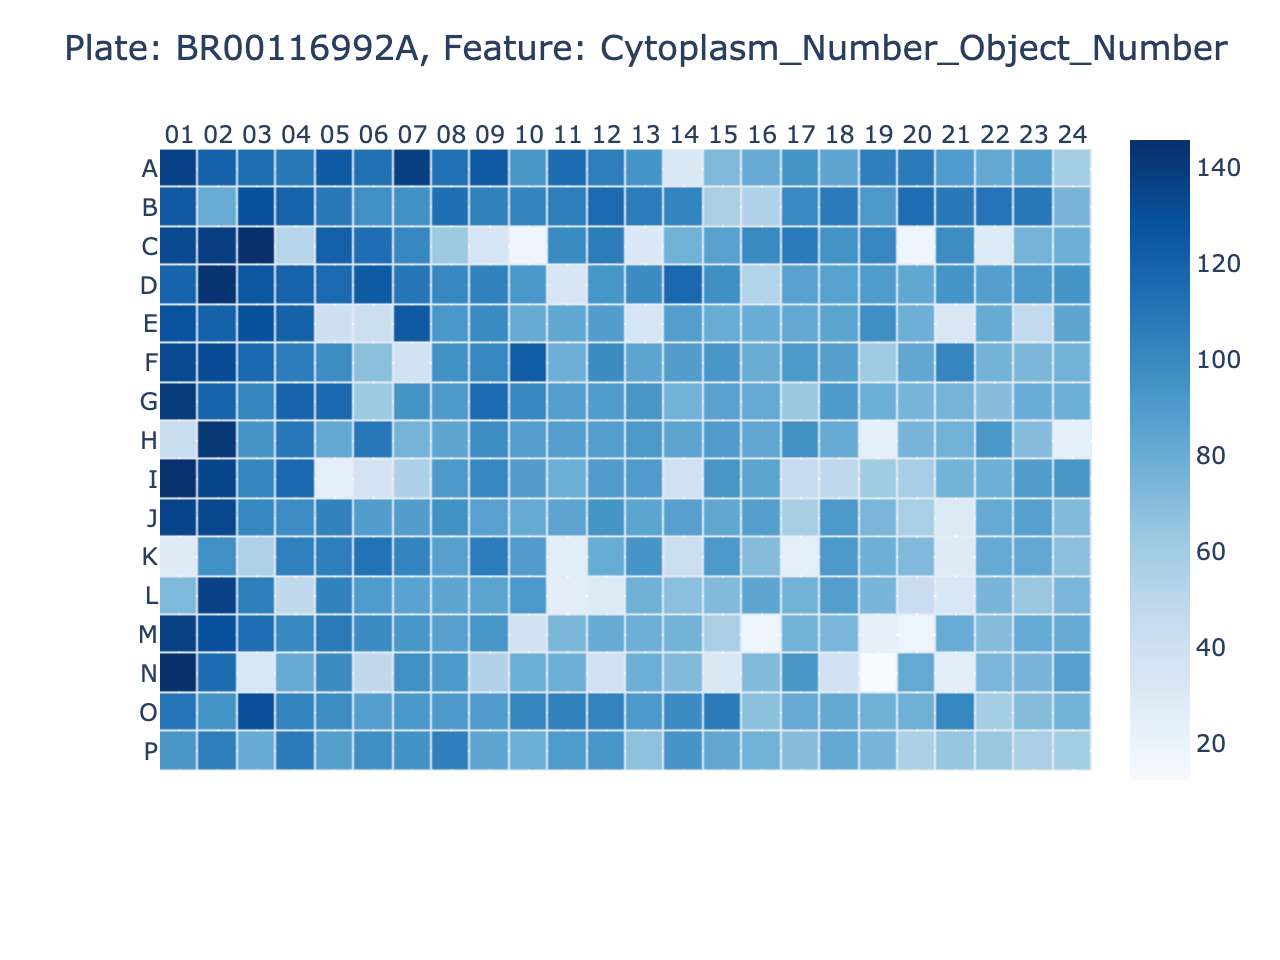 Plate: BR00116992A, Feature: Cytoplasm_Number_Object_Number
01 02 03 04 05 06 07 08 09 10 11 12 13 14 15 16 17 18 19 20 21 22 23 24
A
B
C
D
E
F
G
H
I
J
K
L
M
N
O
P
140
120
100
80
60
40
20